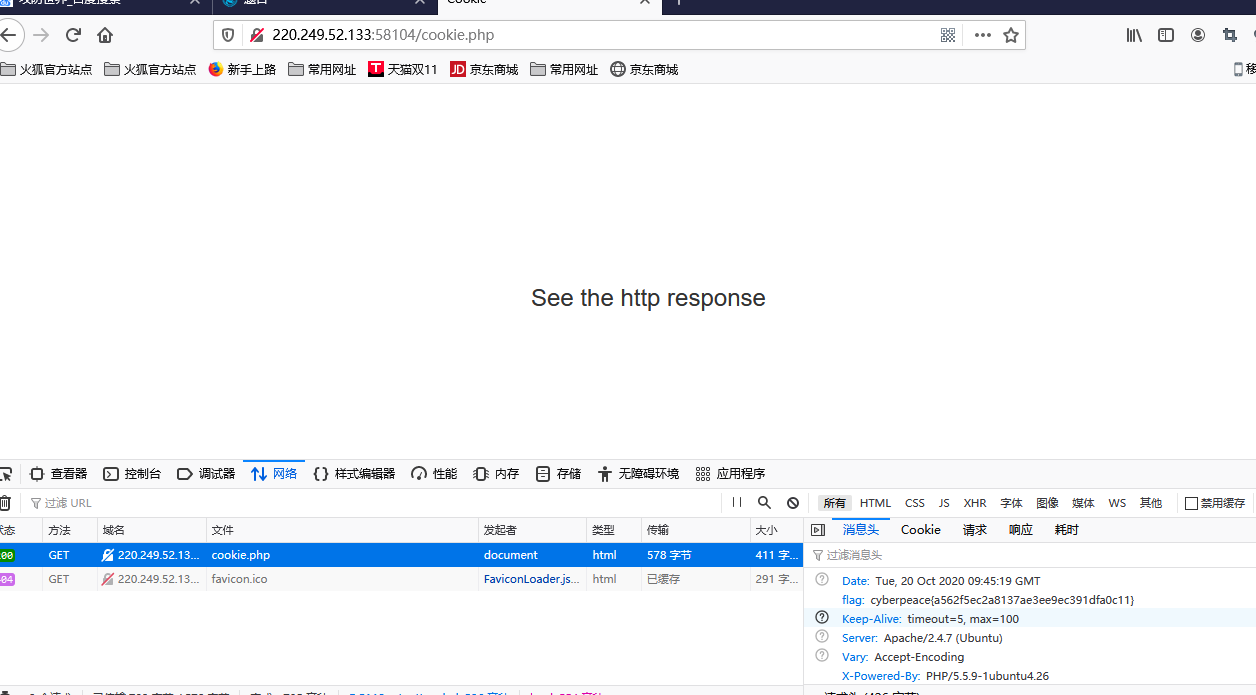 Cookie
220.249.52.133:58104/cookie.php
火狐官方站点 火狐官方站点 新手上路 常用网址 天猫双11 京东商城 常用网址 京东商城
See the http response
查看器 控制台 调试器 网络 样式编辑器 性能 内存 存储 无障碍环境 应用程序
过滤 URL 所有 HTML CSS JS XHR 字体 图像 媒体 WS 其他 禁用缓存
方法 域名 文件 发起者 类型 传输 大小
GET 220.249.52.13... cookie.php document html 578 字节 411 字...
GET 220.249.52.13... favicon.ico FaviconLoader.js... html 已缓存 291 字...
消息头 Cookie 请求 响应 耗时
过滤消息头
Date: Tue, 20 Oct 2020 09:45:19 GMT
flag: cyberpeace{a562f5ec2a8137ae3ee9ec391dfa0c11}
Keep-Alive: timeout=5, max=100
Server: Apache/2.4.7 (Ubuntu)
Vary: Accept-Encoding
X-Powered-By: PHP/5.5.9-1ubuntu4.26